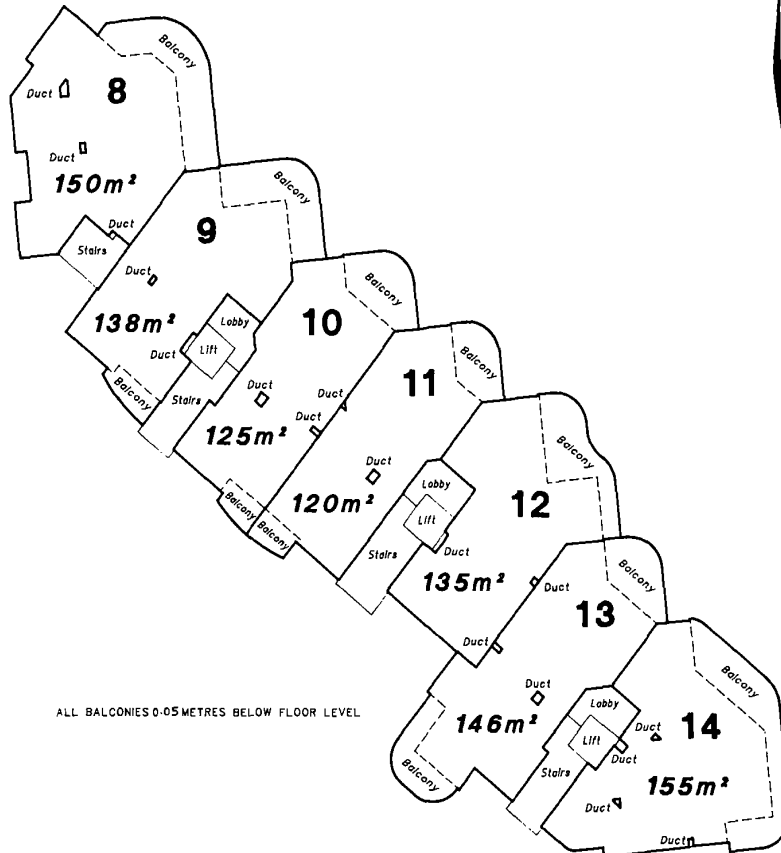 Balcony
8
Duct
Duct
150m²
Duct
Stairs
Balcony
9
Duct
138m²
Lobby
Duct
Lift
Balcony
Stairs
Balcony
10
Duct
Duct
Duct
125m²
Balcony
Balcony
Balcony
11
Duct
120m²
Lobby
Lift
Stairs
Duct
Balcony
12
135m²
Duct
Balcony
13
Duct
Duct
146m²
Balcony
Lobby
Lift
Stairs
Balcony
14
Duct
Duct
155m²
Duct
Duct
ALL BALCONIES 0·05 METRES BELOW FLOOR LEVEL